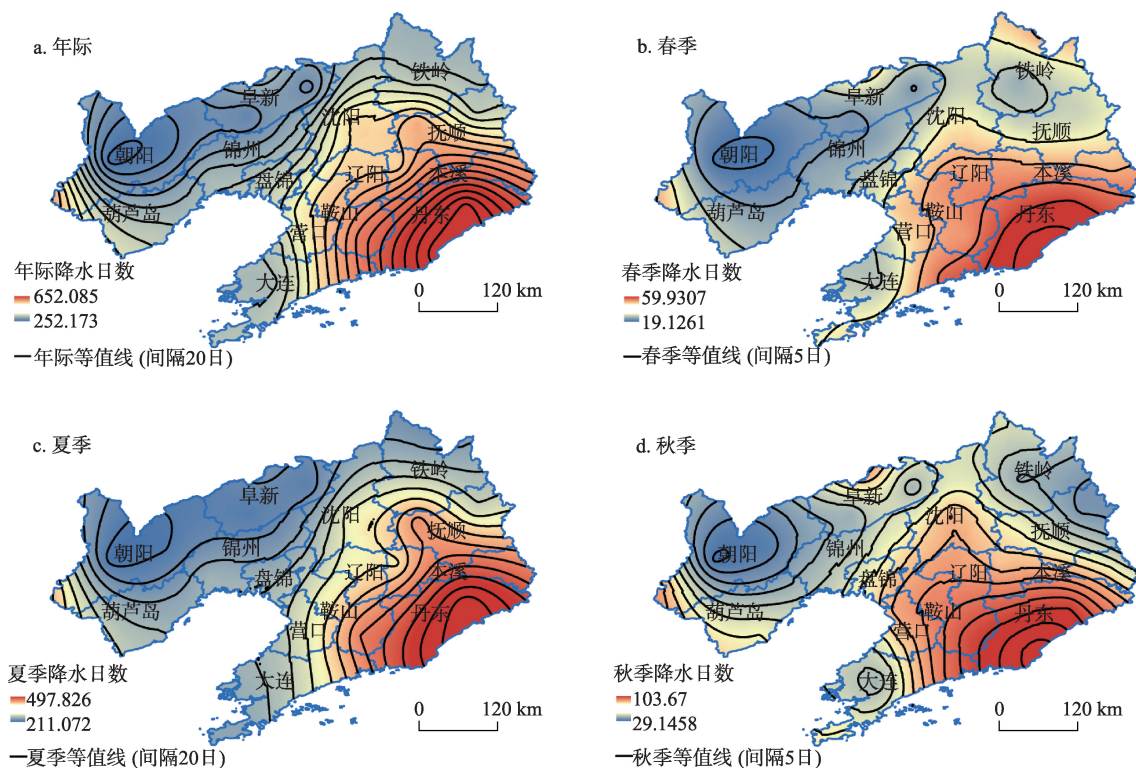 a. 年际
铁岭
阜新
沈阳
抚顺
朝阳
锦州
盘锦
辽阳
本溪
葫芦岛
鞍山
丹东
营口
大连
年际降水日数
652.085
252.173
0 120 km
年际等值线 (间隔20日)
b. 春季
铁岭
阜新
沈阳
抚顺
朝阳
锦州
盘锦
辽阳
本溪
葫芦岛
鞍山
丹东
营口
大连
春季降水日数
59.9307
19.1261
0 120 km
春季等值线 (间隔5日)
c. 夏季
铁岭
阜新
沈阳
抚顺
朝阳
锦州
盘锦
辽阳
本溪
葫芦岛
鞍山
丹东
营口
大连
夏季降水日数
497.826
211.072
0 120 km
夏季等值线 (间隔20日)
d. 秋季
铁岭
阜新
沈阳
抚顺
朝阳
锦州
盘锦
辽阳
本溪
葫芦岛
鞍山
丹东
营口
大连
秋季降水日数
103.67
29.1458
0 120 km
秋季等值线 (间隔5日)